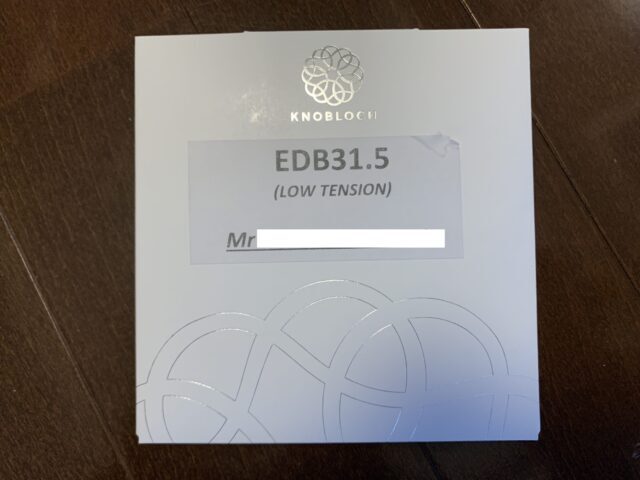 KNOBLOCH
EDB31.5
(LOW TENSION)
Mr